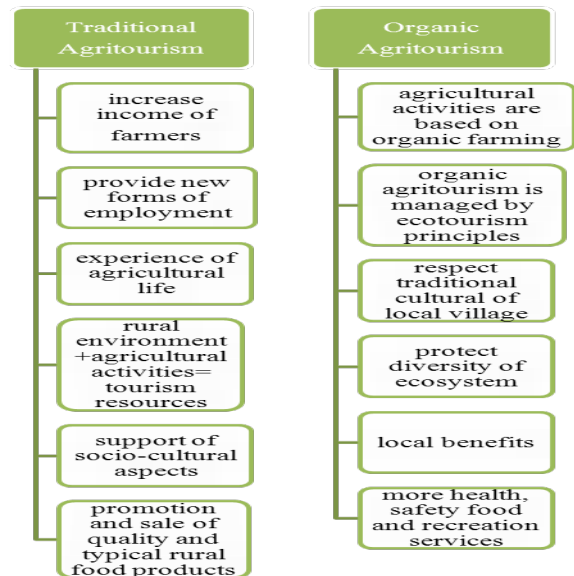 Traditional
Agritourism
increase
income of
farmers
provide new
forms of
employment
experience of
agricultural
life
rural
environment
+agricultural
activities=
tourism
resources
support of
socio-cultural
aspects
promotion
and sale of
quality and
typical rural
food products
Organic
Agritourism
agricultural
activities are
based on
organic farming
organic
agritourism is
managed by
ecotourism
principles
respect
traditional
cultural of
local village
protect
diversity of
ecosystem
local benefits
more health,
safety food
and recreation
services